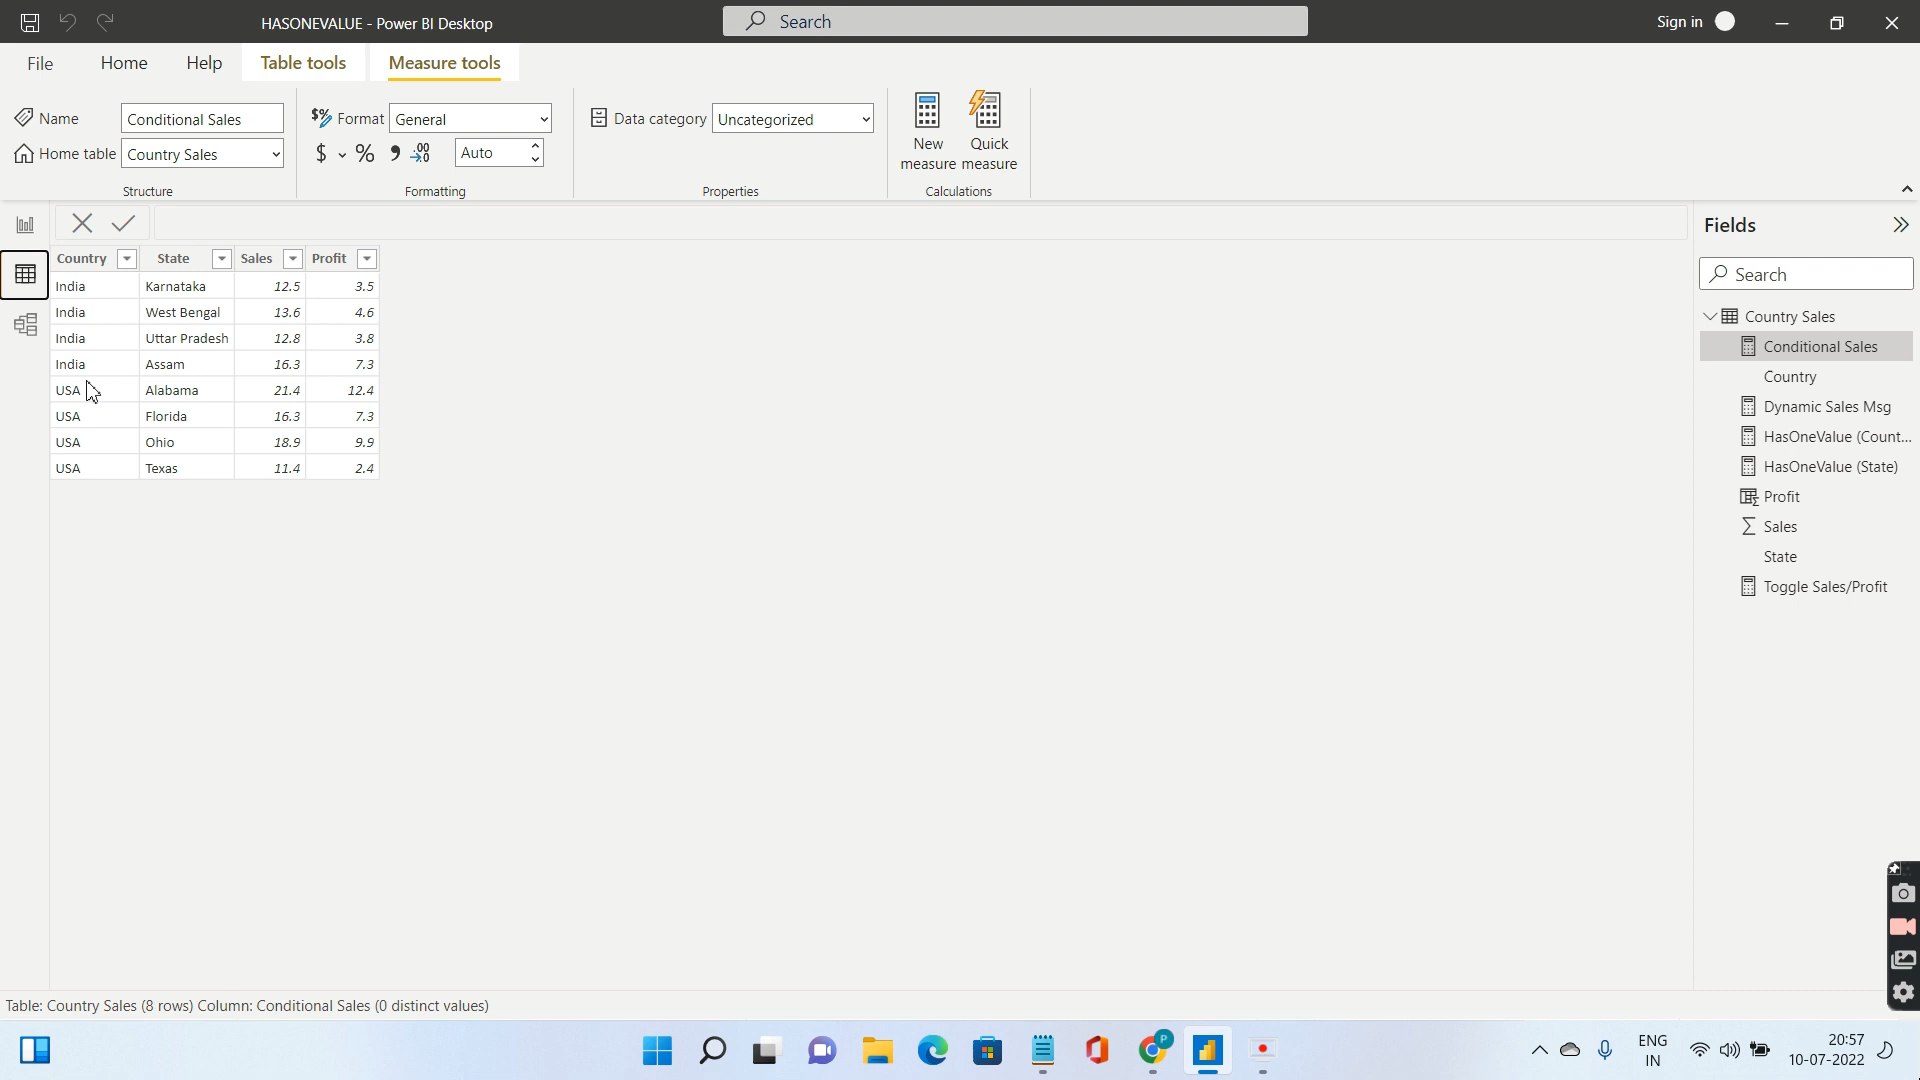 HASONEVALUE - Power BI Desktop
Search
Sign in
File Home Help Table tools Measure tools
Name Conditional Sales
Home table Country Sales
Structure
Format General
$ % , .00 Auto
Formatting
Data category Uncategorized
Properties
New measure
Quick measure
Calculations
Country State Sales Profit
India Karnataka 12.5 3.5
India West Bengal 13.6 4.6
India Uttar Pradesh 12.8 3.8
India Assam 16.3 7.3
USA Alabama 21.4 12.4
USA Florida 16.3 7.3
USA Ohio 18.9 9.9
USA Texas 11.4 2.4
Fields
Search
Country Sales
Conditional Sales
Country
Dynamic Sales Msg
HasOneValue (Count...
HasOneValue (State)
Profit
Sales
State
Toggle Sales/Profit
Table: Country Sales (8 rows) Column: Conditional Sales (0 distinct values)
P
ENG
IN
20:57
10-07-2022